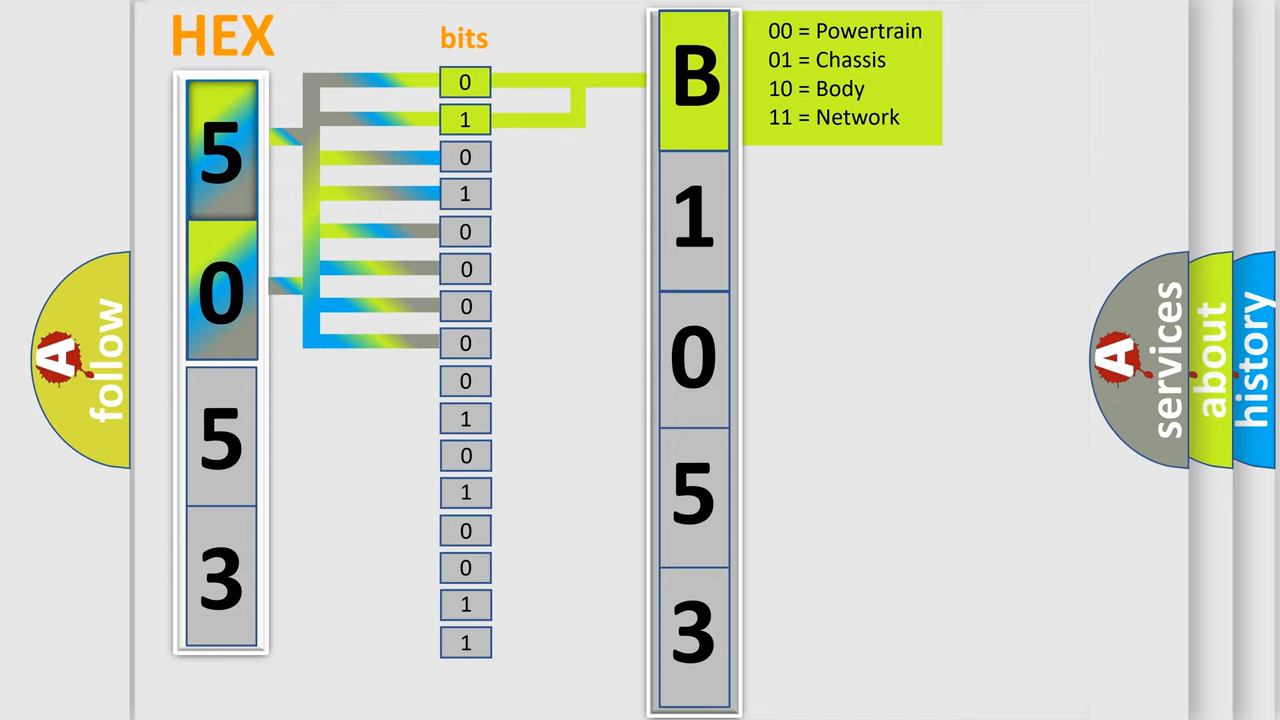 HEX
bits
5
0
5
3
0
1
0
1
0
0
0
0
0
1
0
1
0
0
1
1
B
1
0
5
3
00 = Powertrain
01 = Chassis
10 = Body
11 = Network
A
follow
A
services
about
history